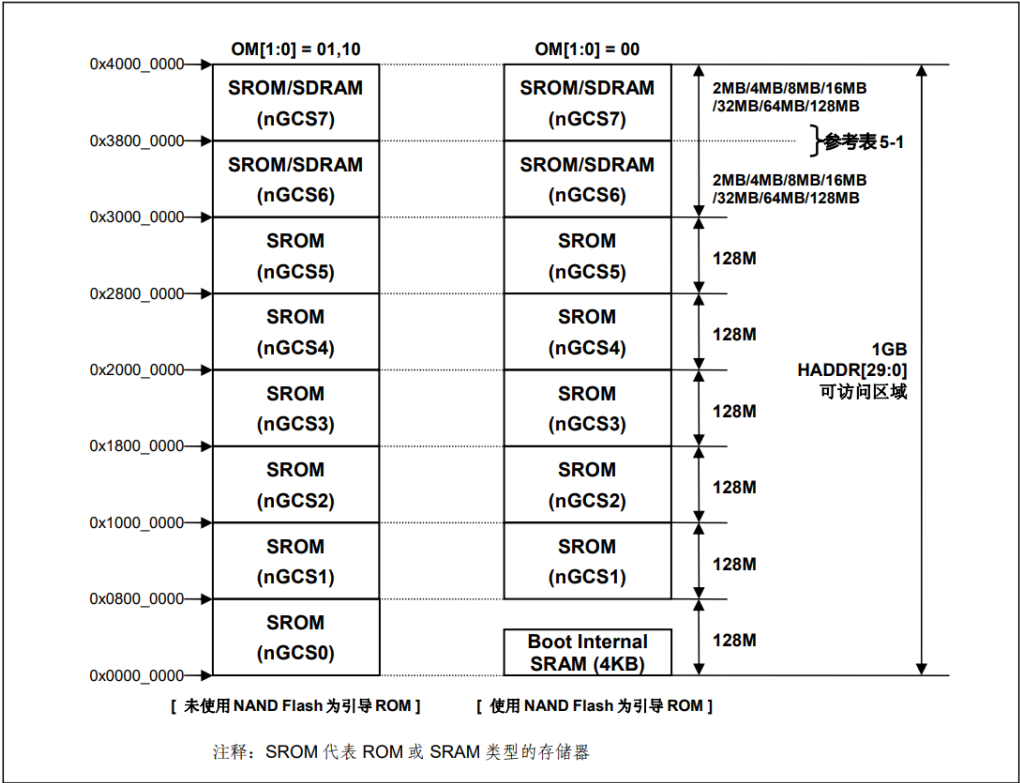 OM[1:0] = 01,10
OM[1:0] = 00
0x4000_0000
SROM/SDRAM
(nGCS7)
SROM/SDRAM
(nGCS7)
2MB/4MB/8MB/16MB
/32MB/64MB/128MB
0x3800_0000
参考表 5-1
SROM/SDRAM
(nGCS6)
SROM/SDRAM
(nGCS6)
2MB/4MB/8MB/16MB
/32MB/64MB/128MB
0x3000_0000
SROM
(nGCS5)
SROM
(nGCS5)
128M
0x2800_0000
SROM
(nGCS4)
SROM
(nGCS4)
128M
1GB
HADDR[29:0]
可访问区域
0x2000_0000
SROM
(nGCS3)
SROM
(nGCS3)
128M
0x1800_0000
SROM
(nGCS2)
SROM
(nGCS2)
128M
0x1000_0000
SROM
(nGCS1)
SROM
(nGCS1)
128M
0x0800_0000
SROM
(nGCS0)
Boot Internal
SRAM (4KB)
128M
0x0000_0000
[ 未使用 NAND Flash 为引导 ROM ]
[ 使用 NAND Flash 为引导 ROM ]
注释：SROM 代表 ROM 或 SRAM 类型的存储器